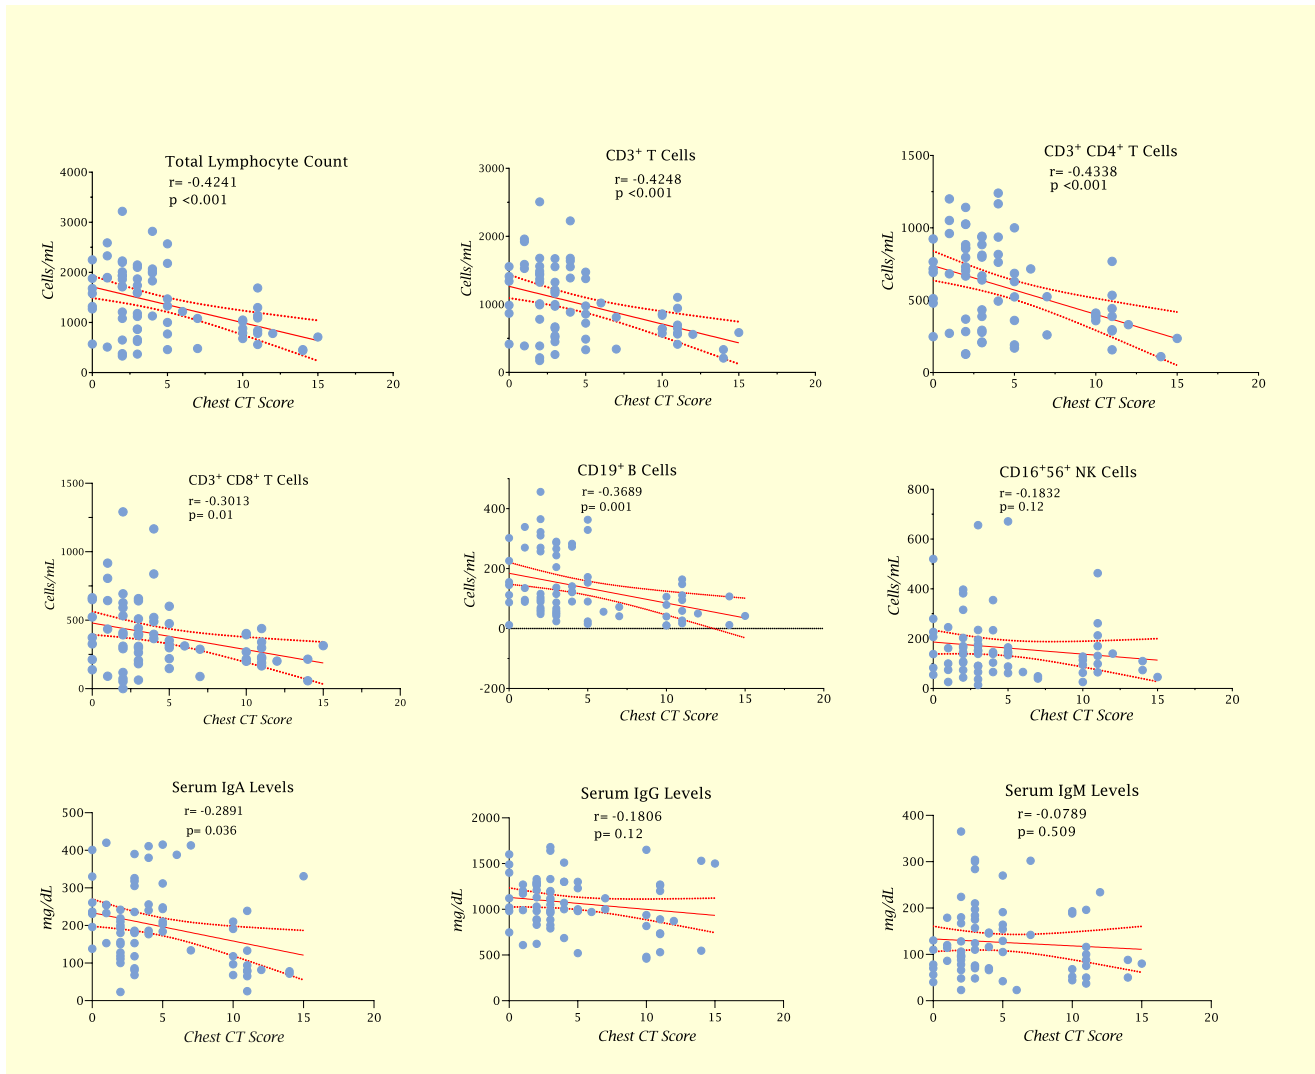 Total Lymphocyte Count
r= -0.4241
p <0.001
4000
3000
2000
1000
0
Cells/mL
0 5 10 15 20
Chest CT Score
CD3+ T Cells
r= -0.4248
p <0.001
3000
2000
1000
0
Cells/mL
0 5 10 15 20
Chest CT Score
CD3+ CD4+ T Cells
r= -0.4338
p <0.001
1500
1000
500
0
Cells/mL
0 5 10 15 20
Chest CT Score
CD3+ CD8+ T Cells
r= -0.3013
p= 0.01
1500
1000
500
0
Cells/mL
0 5 10 15 20
Chest CT Score
CD19+ B Cells
r= -0.3689
p= 0.001
400
200
0
-200
Cells/mL
0 5 10 15 20
Chest CT Score
CD16+56+ NK Cells
r= -0.1832
p= 0.12
800
600
400
200
0
Cells/mL
0 5 10 15 20
Chest CT Score
Serum IgA Levels
r= -0.2891
p= 0.036
500
400
300
200
100
0
mg/dL
0 5 10 15 20
Chest CT Score
Serum IgG Levels
r= -0.1806
p= 0.12
2000
1500
1000
500
0
mg/dL
0 5 10 15 20
Chest CT Score
Serum IgM Levels
r= -0.0789
p= 0.509
400
300
200
100
0
mg/dL
0 5 10 15 20
Chest CT Score